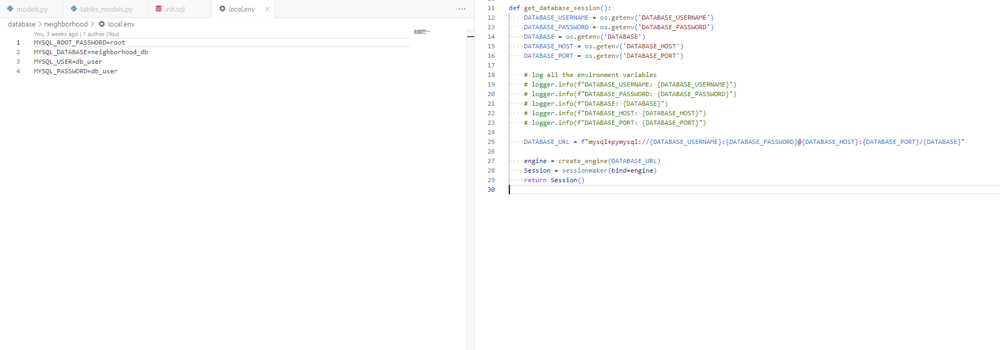 models.py
tables_models.py
init.sql
local.env
database > neighborhood > local.env
You, 3 weeks ago | 1 author (You)
1 MYSQL_ROOT_PASSWORD=root
2 MYSQL_DATABASE=neighborhood_db
3 MYSQL_USER=db_user
4 MYSQL_PASSWORD=db_user
11 def get_database_session():
12 DATABASE_USERNAME = os.getenv('DATABASE_USERNAME')
13 DATABASE_PASSWORD = os.getenv('DATABASE_PASSWORD')
14 DATABASE = os.getenv('DATABASE')
15 DATABASE_HOST = os.getenv('DATABASE_HOST')
16 DATABASE_PORT = os.getenv('DATABASE_PORT')
17
18 # log all the environment variables
19 # logger.info(f"DATABASE_USERNAME: {DATABASE_USERNAME}")
20 # logger.info(f"DATABASE_PASSWORD: {DATABASE_PASSWORD}")
21 # logger.info(f"DATABASE: {DATABASE}")
22 # logger.info(f"DATABASE_HOST: {DATABASE_HOST}")
23 # logger.info(f"DATABASE_PORT: {DATABASE_PORT}")
24
25 DATABASE_URL = f"mysql+pymysql://{DATABASE_USERNAME}:{DATABASE_PASSWORD}@{DATABASE_HOST}:{DATABASE_PORT}/{DATABASE}"
26
27 engine = create_engine(DATABASE_URL)
28 Session = sessionmaker(bind=engine)
29 return Session()
30